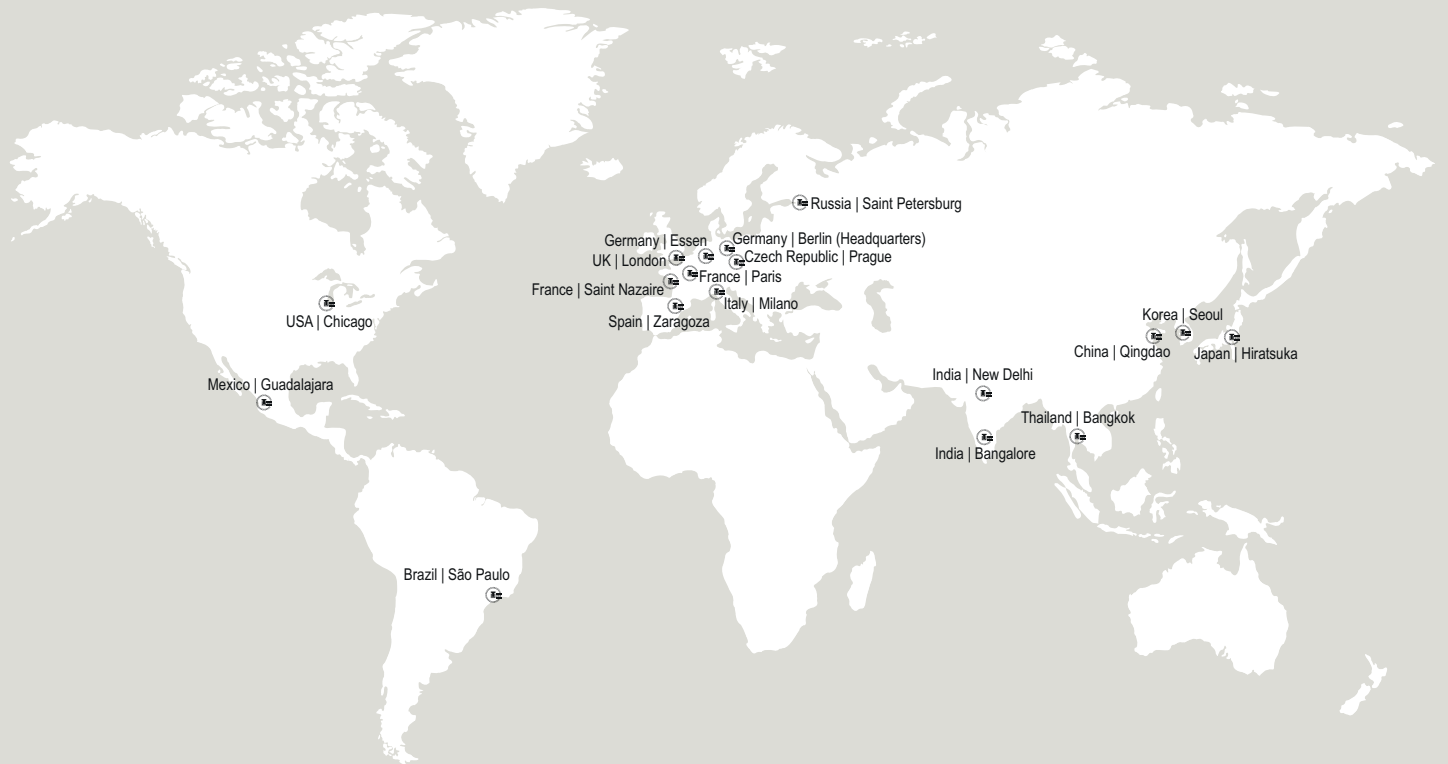 Russia | Saint Petersburg
Germany | Essen
Germany | Berlin (Headquarters)
UK | London
Czech Republic | Prague
France | Paris
France | Saint Nazaire
Italy | Milano
Spain | Zaragoza
USA | Chicago
Korea | Seoul
China | Qingdao
Japan | Hiratsuka
Mexico | Guadalajara
India | New Delhi
Thailand | Bangkok
India | Bangalore
Brazil | São Paulo